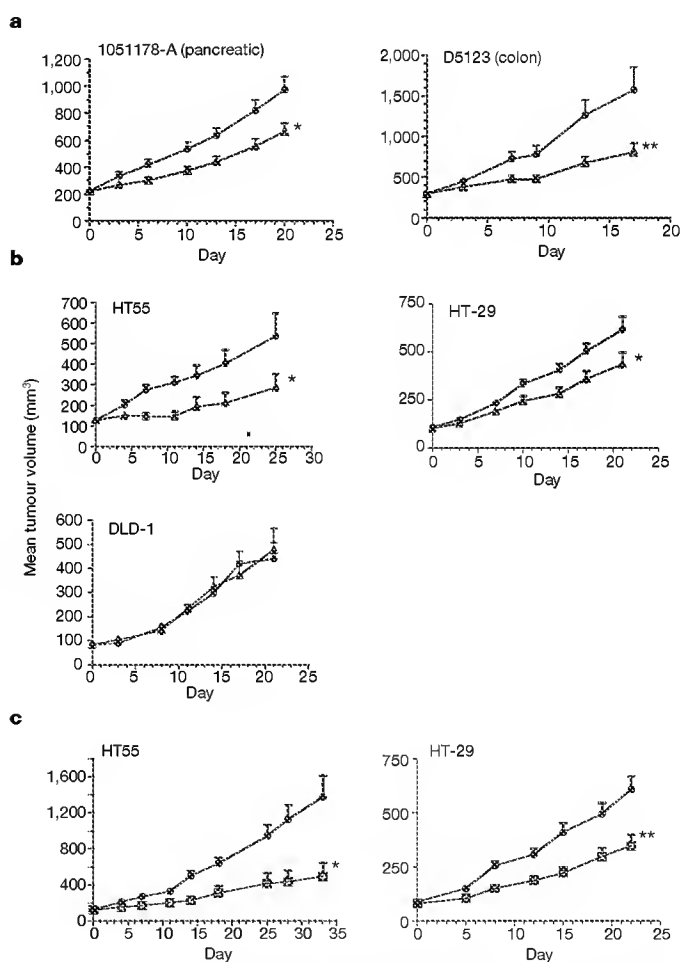 a
1051178-A (pancreatic)
1,200
1,000
800
600
400
200
0
0 5 10 15 20 25
Day
*
D5123 (colon)
2,000
1,500
1,000
500
0
0 5 10 15 20
Day
**
b
Mean tumour volume (mm³)
HT55
700
600
500
400
300
200
100
0
0 5 10 15 20 25 30
Day
*
HT-29
750
500
250
0
0 5 10 15 20 25
Day
*
DLD-1
600
500
400
300
200
100
0
0 5 10 15 20 25
Day
c
HT55
1,600
1,200
800
400
0
0 5 10 15 20 25 30 35
Day
*
HT-29
750
500
250
0
0 5 10 15 20 25
Day
**